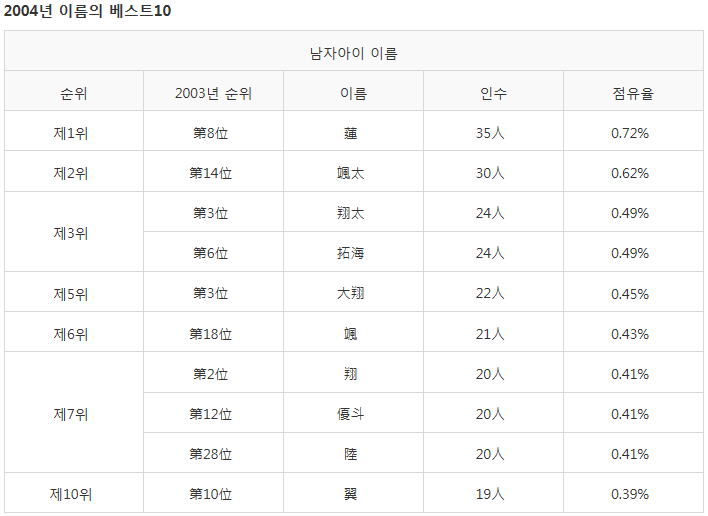 2004년 이름의 베스트10
남자아이 이름
순위 2003년 순위 이름 인수 점유율
제1위 第8位 蓮 35人 0.72%
제2위 第14位 颯太 30人 0.62%
제3위 第3位 翔太 24人 0.49%
第6位 拓海 24人 0.49%
제5위 第3位 大翔 22人 0.45%
제6위 第18位 颯 21人 0.43%
제7위 第2位 翔 20人 0.41%
第12位 優斗 20人 0.41%
第28位 陸 20人 0.41%
제10위 第10位 翼 19人 0.39%